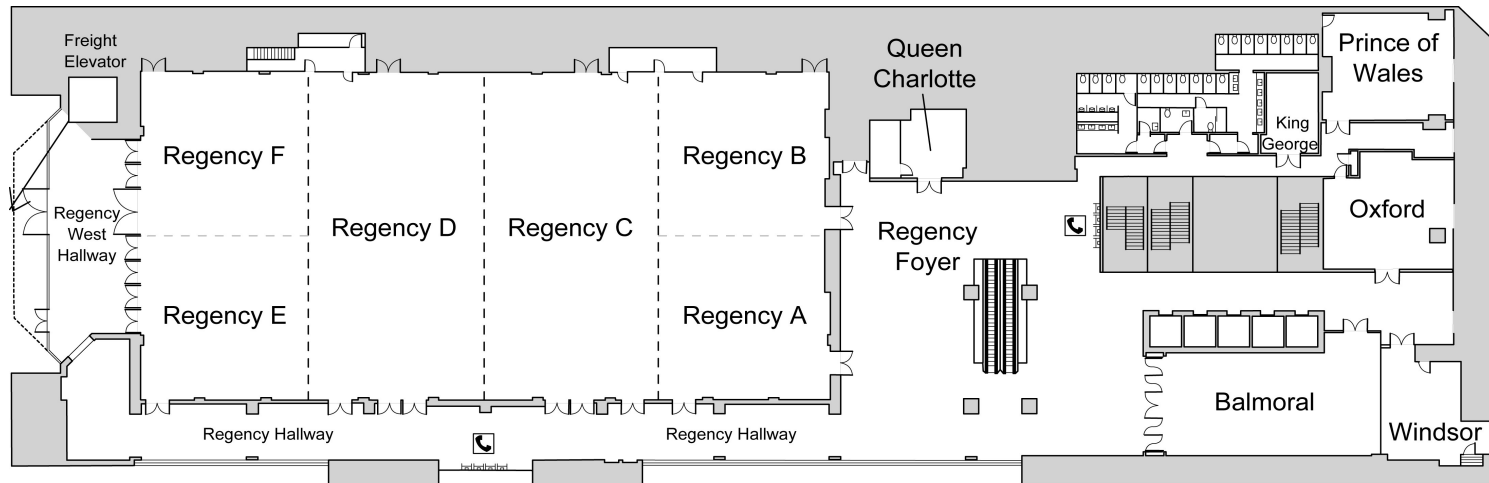 Freight
Elevator
Queen
Charlotte
Prince of
Wales
King
George
Regency F
Regency B
Regency
West
Hallway
Regency D
Regency C
Regency
Foyer
Oxford
Regency E
Regency A
Balmoral
Windsor
Regency Hallway
Regency Hallway